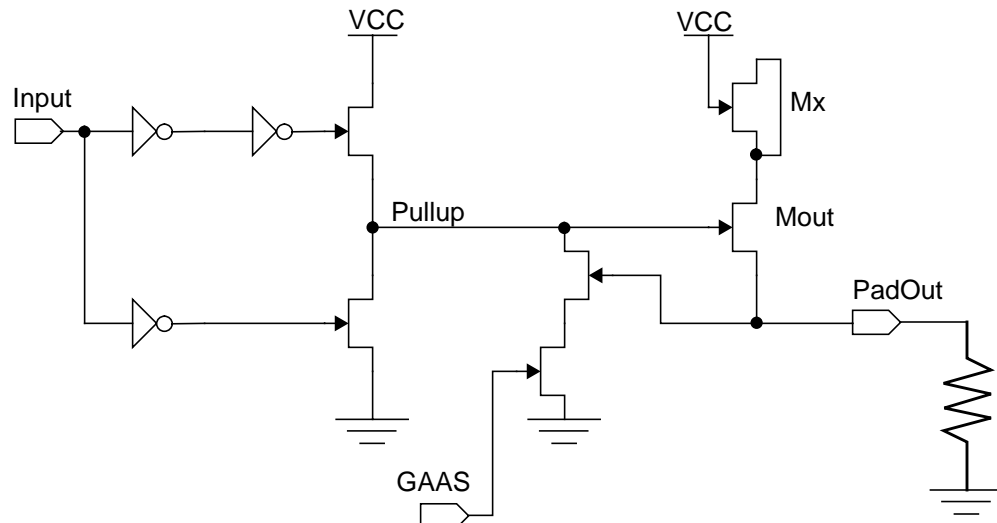 VCC
VCC
Input
Mx
Pullup
Mout
PadOut
GAAS